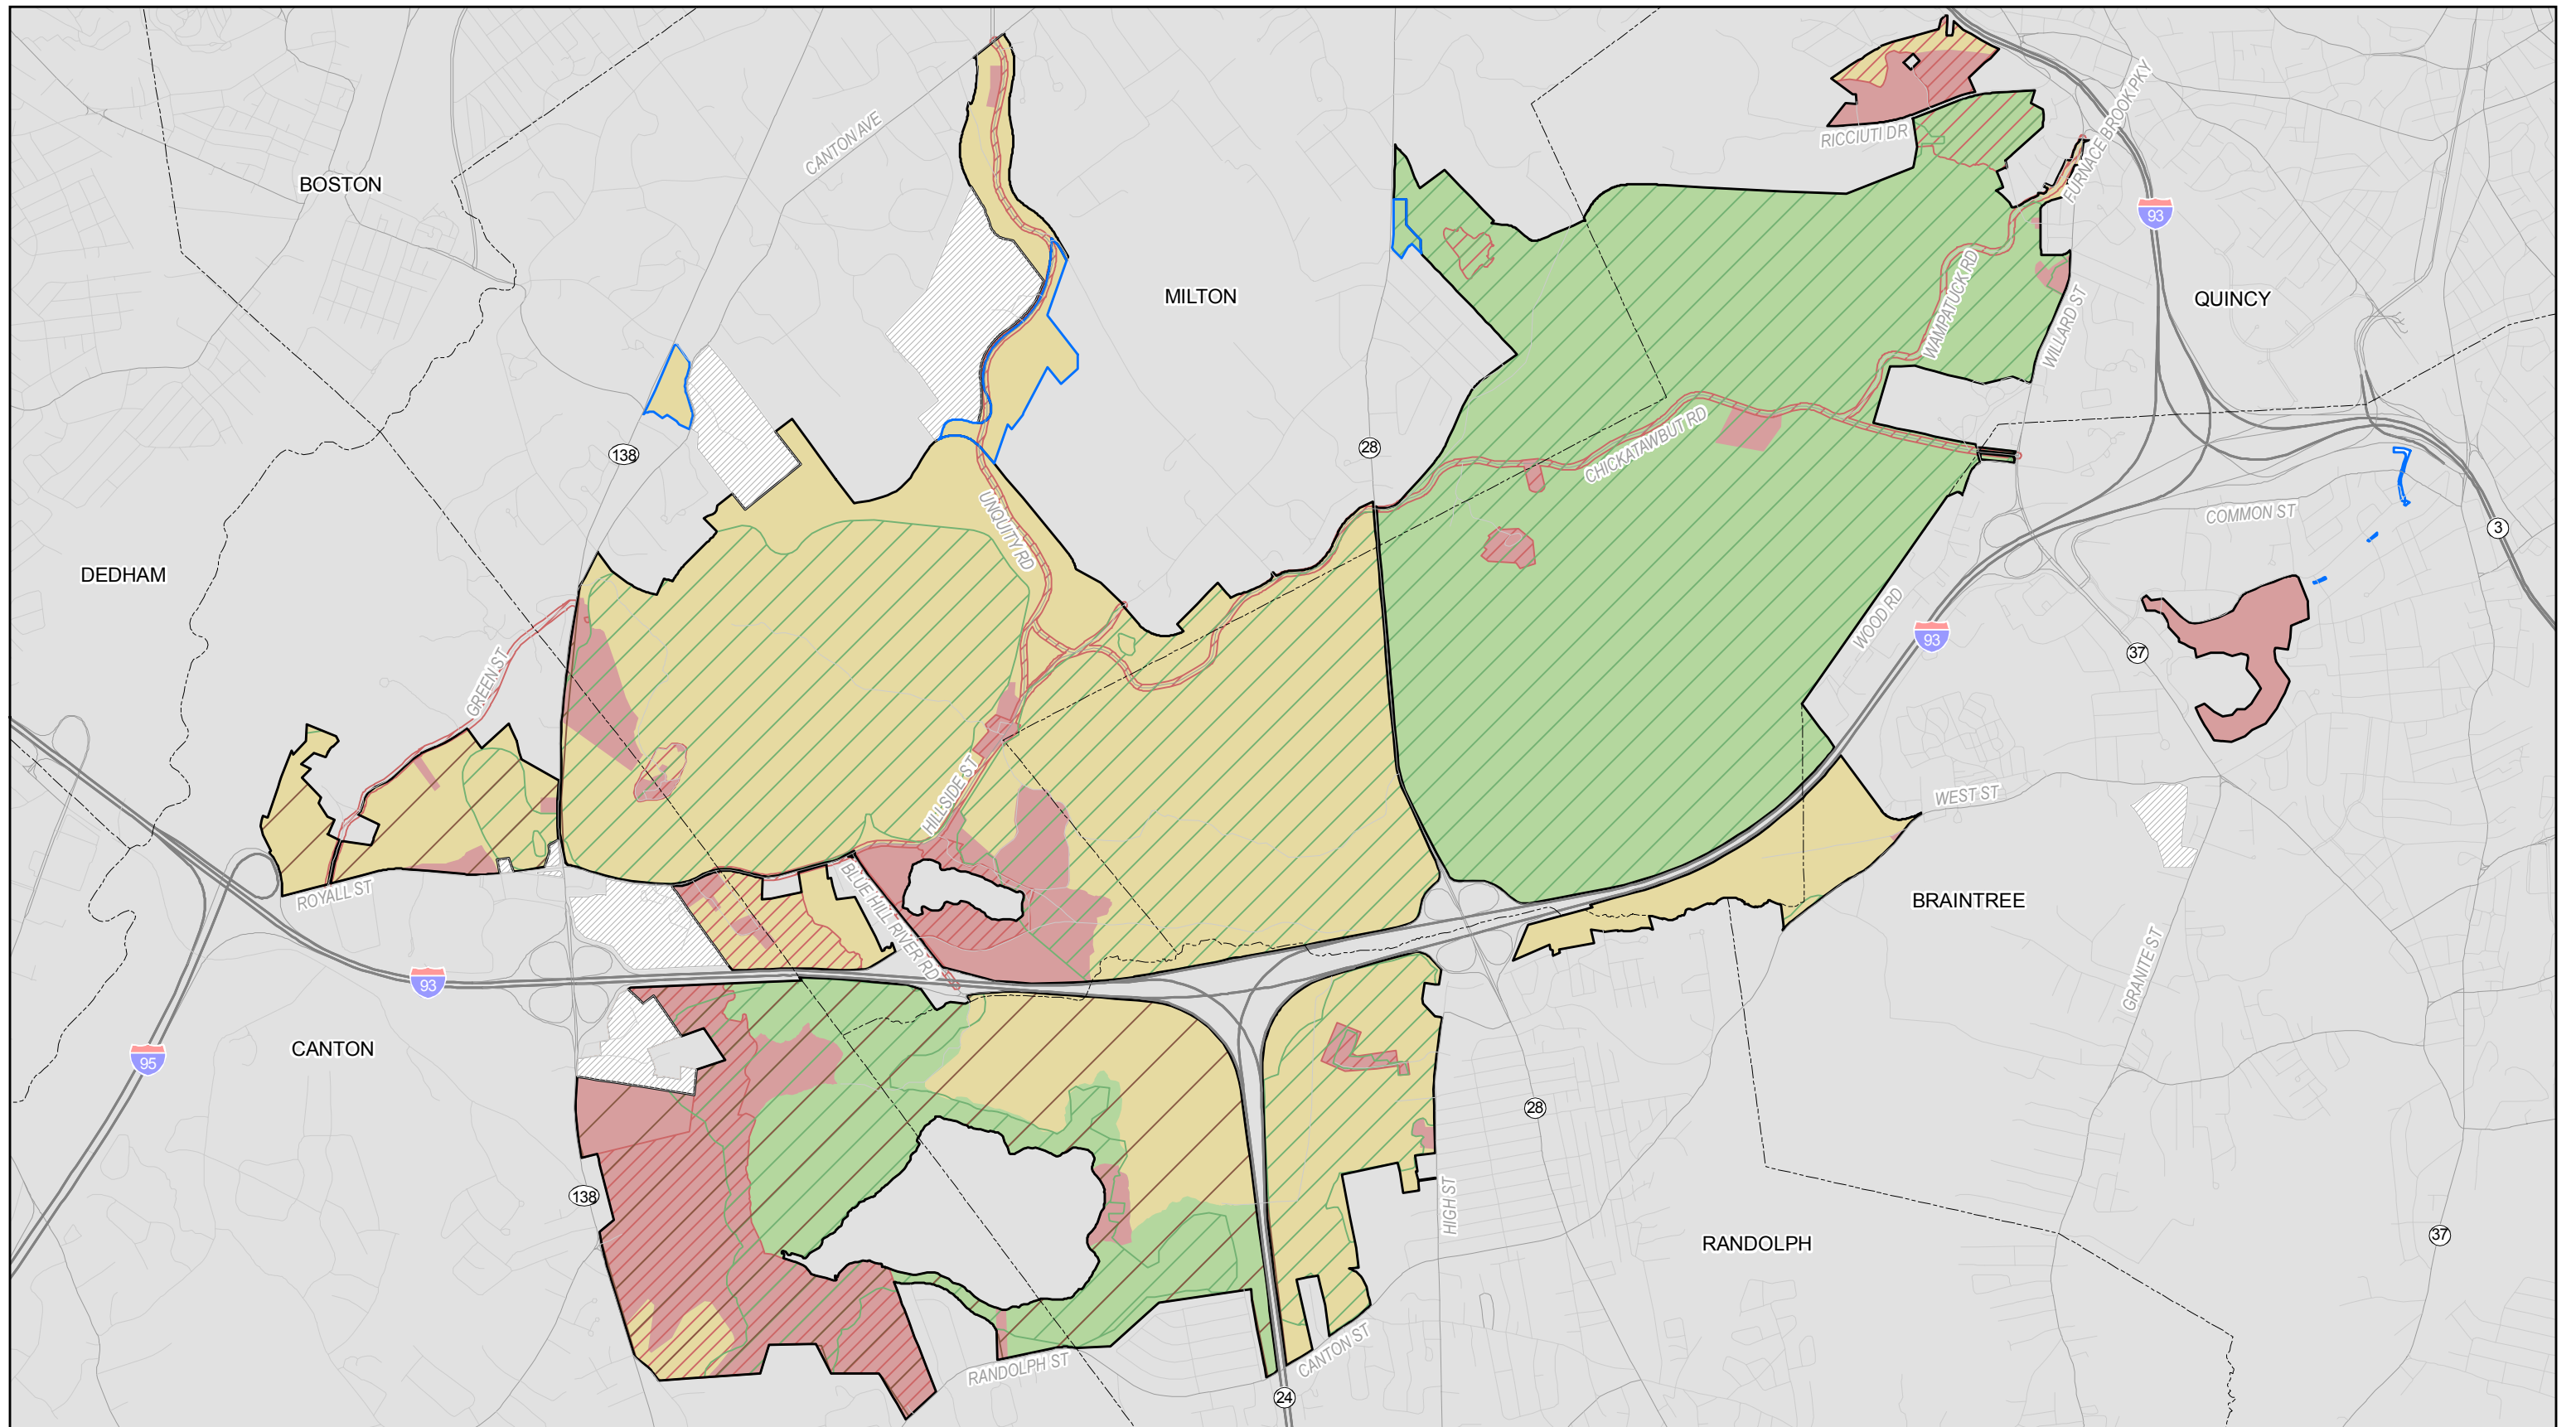 FURNACE BROOK PKY
CANTON AVE
RICCIUTI DR
BOSTON
93
MILTON
QUINCY
WAMPATUCK RD
WILLARD ST
138
28
CHICKATAWBUT RD
UNQUITY RD
COMMON ST
3
DEDHAM
WOOD RD
93
37
GREEN ST
HILLSIDE ST
WEST ST
ROYALL ST
BLUE HILL RIVER RD
BRAINTREE
GRANITE ST
93
CANTON
95
28
138
HIGH ST
RANDOLPH
37
CANTON ST
RANDOLPH ST
24